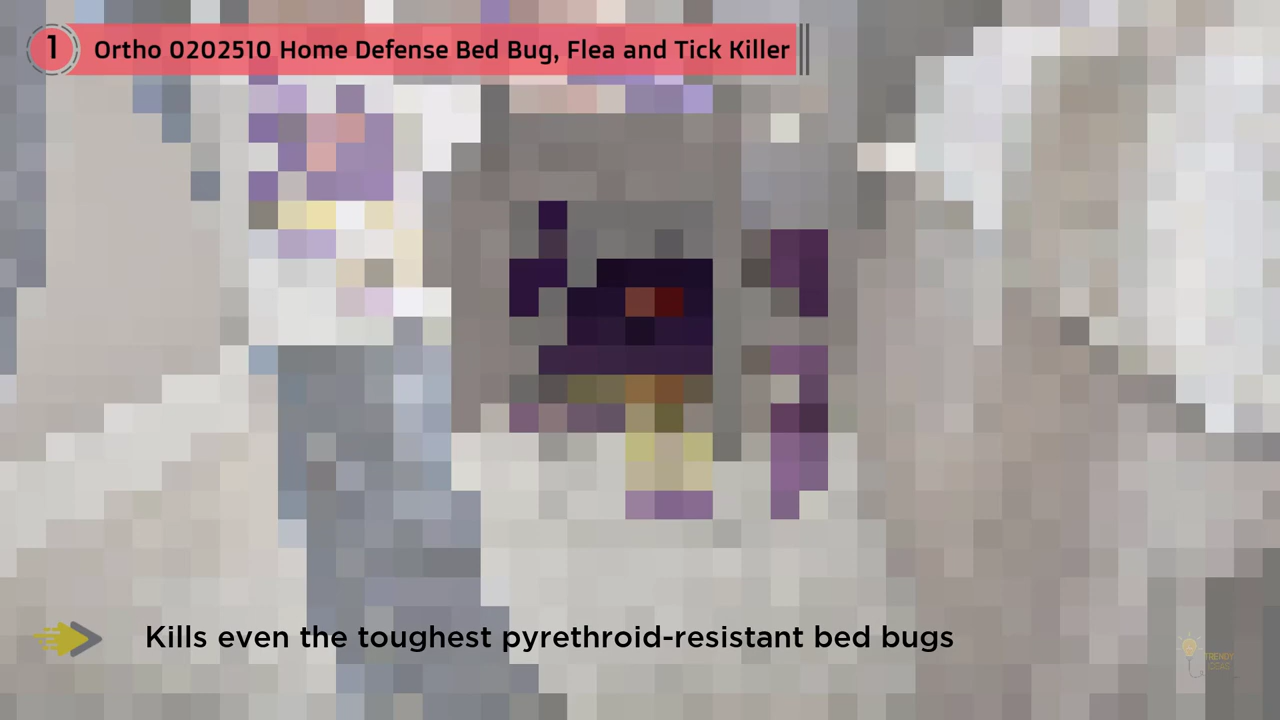 1
Ortho 0202510 Home Defense Bed Bug, Flea and Tick Killer
Kills even the toughest pyrethroid-resistant bed bugs
TRENDY